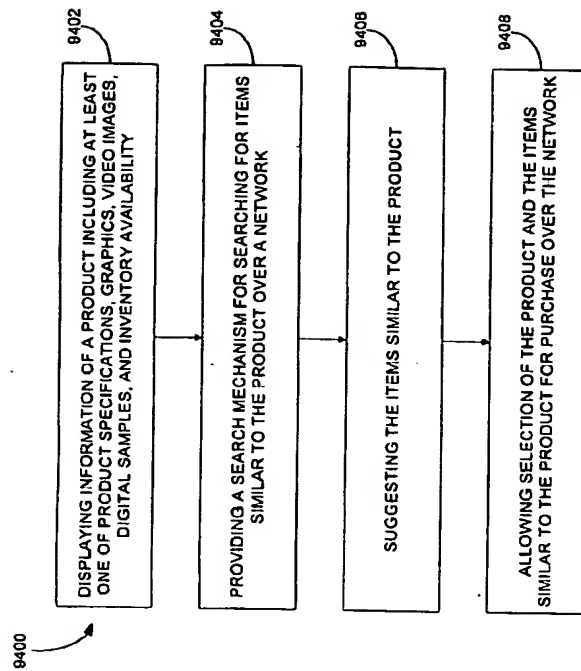 9400
9402
DISPLAYING INFORMATION OF A PRODUCT INCLUDING AT LEAST
ONE OF PRODUCT SPECIFICATIONS, GRAPHICS, VIDEO IMAGES,
DIGITAL SAMPLES, AND INVENTORY AVAILABILITY
9404
PROVIDING A SEARCH MECHANISM FOR SEARCHING FOR ITEMS
SIMILAR TO THE PRODUCT OVER A NETWORK
9408
SUGGESTING THE ITEMS SIMILAR TO THE PRODUCT
9408
ALLOWING SELECTION OF THE PRODUCT AND THE ITEMS
SIMILAR TO THE PRODUCT FOR PURCHASE OVER THE NETWORK